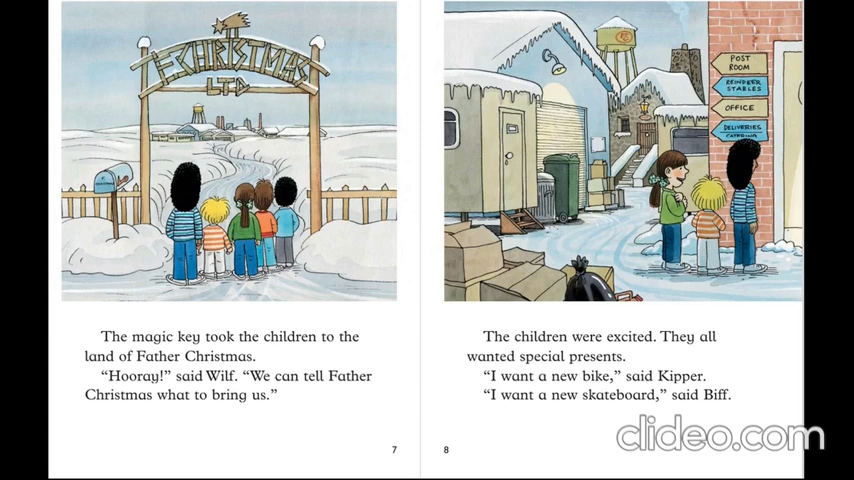 F.CHRISTMAS
LTD
The magic key took the children to the
land of Father Christmas.
"Hooray!" said Wilf. "We can tell Father
Christmas what to bring us."
7
POST
ROOM
REINDEER
STABLES
OFFICE
DELIVERIES
CATERING
The children were excited. They all
wanted special presents.
"I want a new bike," said Kipper.
"I want a new skateboard," said Biff.
8
clideo.com